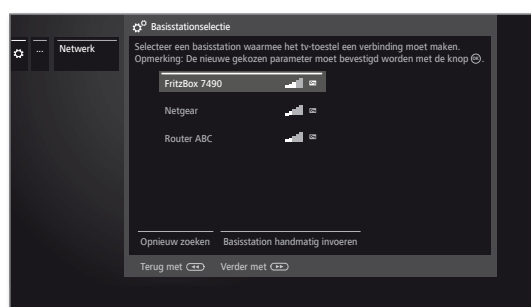 Basisstationselectie
... Netwerk
Selecteer een basisstation waarmee het tv-toestel een verbinding moet maken.
Opmerking: De nieuwe gekozen parameter moet bevestigd worden met de knop OK.
FritzBox 7490
Netgear
Router ABC
Opnieuw zoeken Basisstation handmatig invoeren
Terug met Verder met